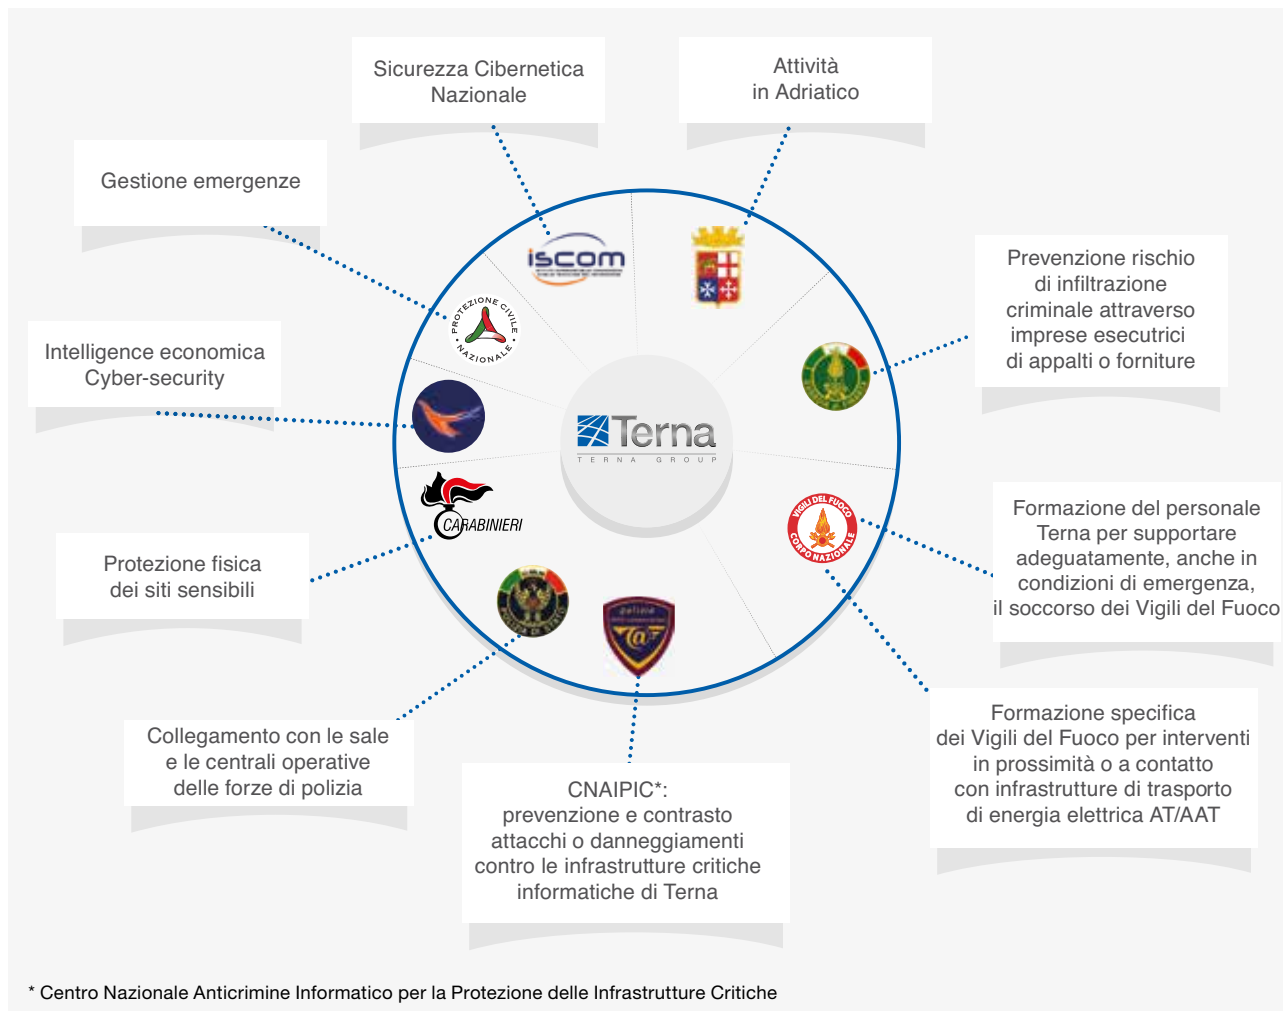 Sicurezza Cibernetica
Nazionale
Attività
in Adriatico
Gestione emergenze
Prevenzione rischio
di infiltrazione
criminale attraverso
imprese esecutrici
di appalti o forniture
iscom
PROTEZIONE CIVILE
NAZIONALE
Intelligence economica
Cyber-security
Terna
TERNA GROUP
CARABINIERI
VIGILI DEL FUOCO
CORPO NAZIONALE
Formazione del personale
Terna per supportare
adeguatamente, anche in
condizioni di emergenza,
il soccorso dei Vigili del Fuoco
Protezione fisica
dei siti sensibili
polizia
@
Collegamento con le sale
e le centrali operative
delle forze di polizia
Formazione specifica
dei Vigili del Fuoco per interventi
in prossimità o a contatto
con infrastrutture di trasporto
di energia elettrica AT/AAT
CNAIPIC*:
prevenzione e contrasto
attacchi o danneggiamenti
contro le infrastrutture critiche
informatiche di Terna
* Centro Nazionale Anticrimine Informatico per la Protezione delle Infrastrutture Critiche